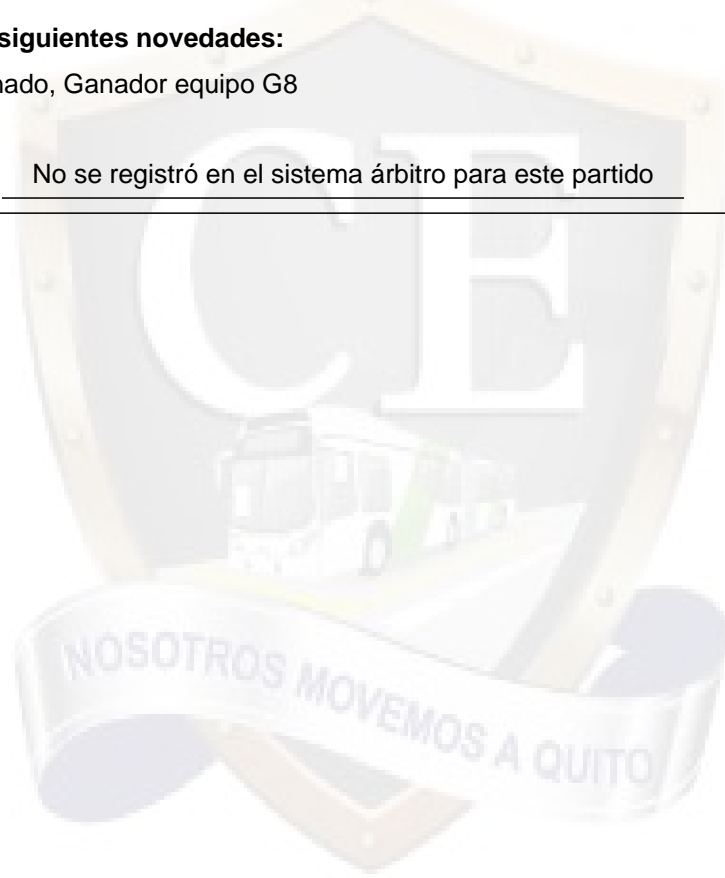 siguientes novedades:
nado, Ganador equipo G8
No se registró en el sistema árbitro para este partido
CE
NOSOTROS MOVEMOS A QUITO